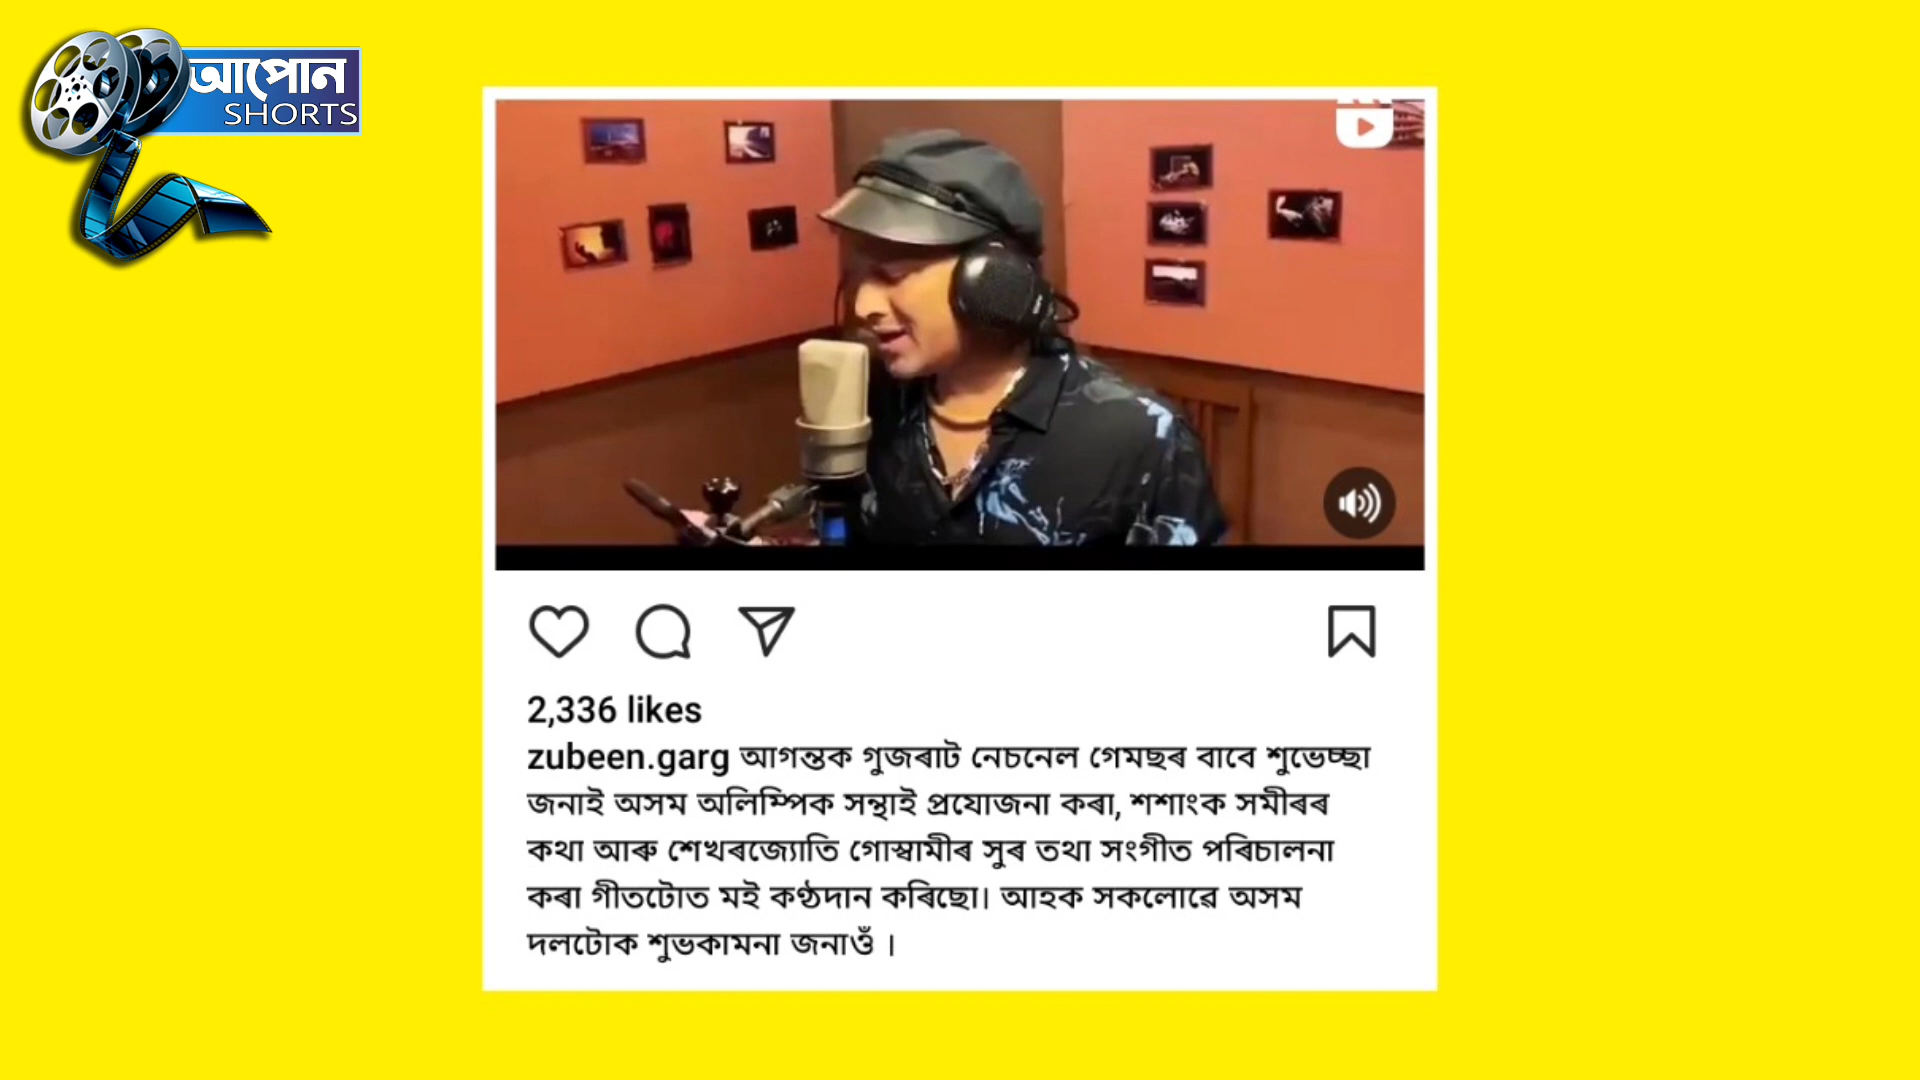 আপোন
SHORTS
2,336 likes
zubeen.garg আগন্তক গুজৰাট নেচনেল গেমছৰ বাবে শুভেচ্ছা
জনাই অসম অলিম্পিক সন্থাই প্ৰযোজনা কৰা, শশাংক সমীৰৰ
কথা আৰু শেখৰজ্যোতি গোস্বামীৰ সুৰ তথা সংগীত পৰিচালনা
কৰা গীতটোত মই কণ্ঠদান কৰিছো। আহক সকলোৱে অসম
দলটোক শুভকামনা জনাওঁ ।